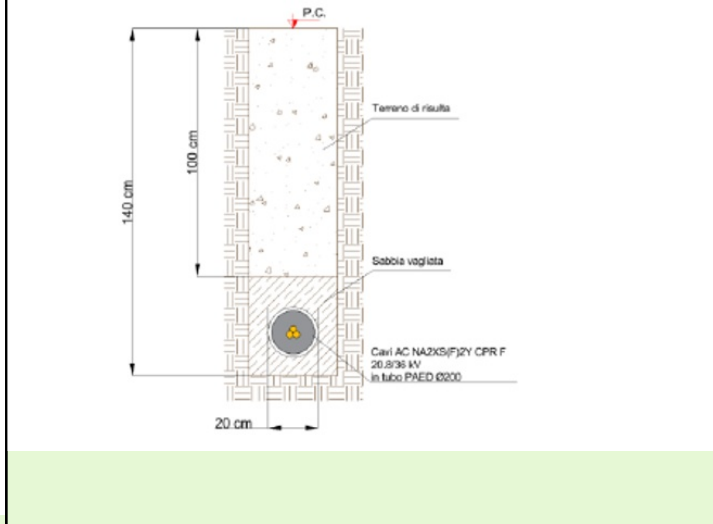 P.C.
Terreno di risulta
100 cm
140 cm
Sabbia vagliata
Cavi AC NA2XS(F)2Y CPR F
20.8/36 kV
in tubo PAED Ø200
20 cm